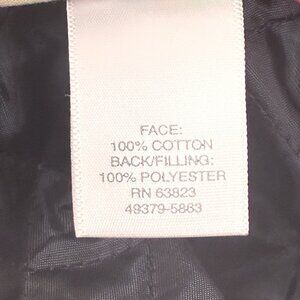 FACE:
100% COTTON
BACK/FILLING:
100% POLYESTER
RN 63823
49379-5863